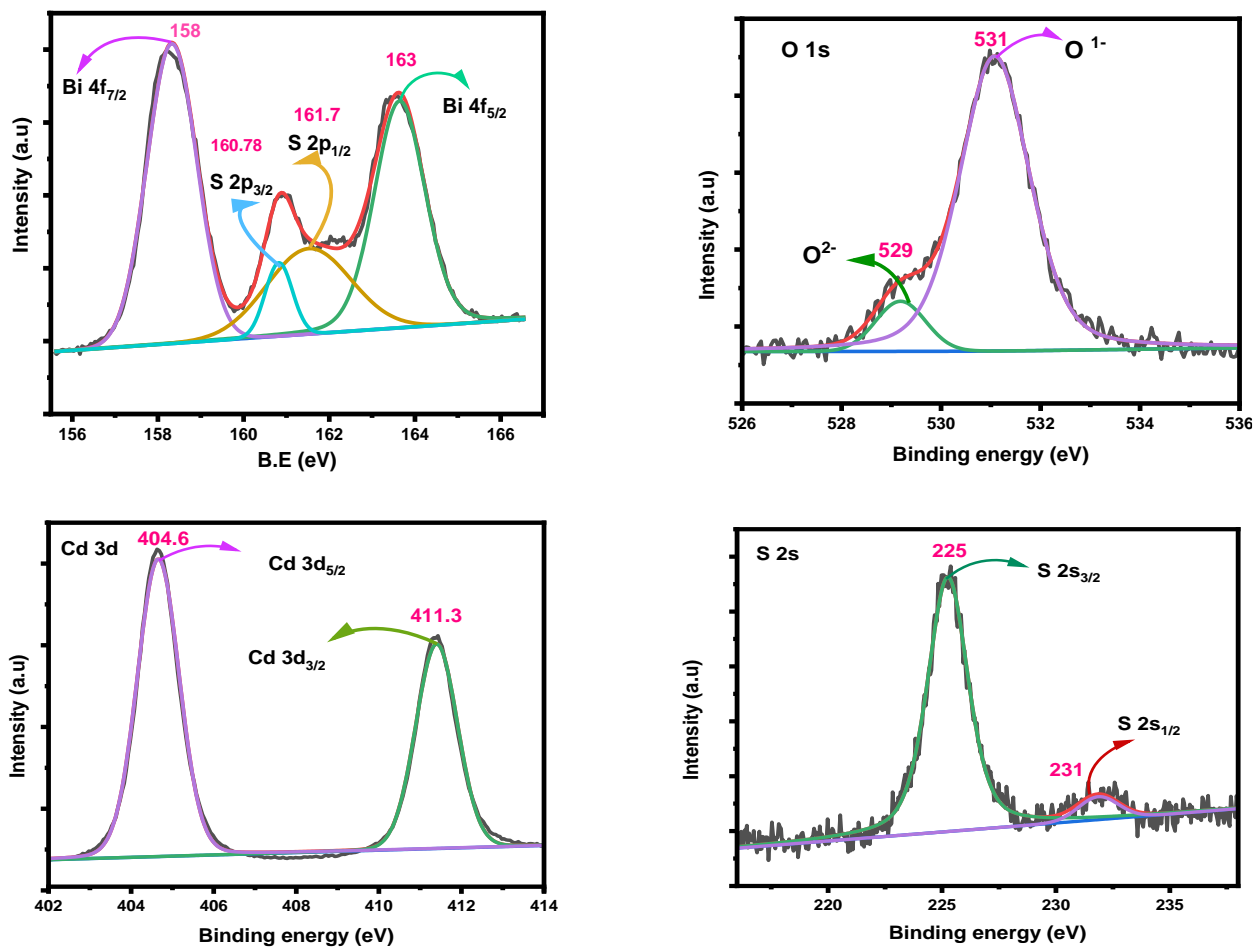 158
Bi 4f7/2
163
Bi 4f5/2
161.7
S 2p1/2
160.78
S 2p3/2
Intensity (a.u)
156 158 160 162 164 166
B.E (eV)
O 1s
531
O 1-
O2-
529
Intensity (a.u)
526 528 530 532 534 536
Binding energy (eV)
Cd 3d
404.6
Cd 3d5/2
411.3
Cd 3d3/2
Intensity (a.u)
402 404 406 408 410 412 414
Binding energy (eV)
S 2s
225
S 2s3/2
S 2s1/2
231
Intensity (a.u)
220 225 230 235
Binding energy (eV)